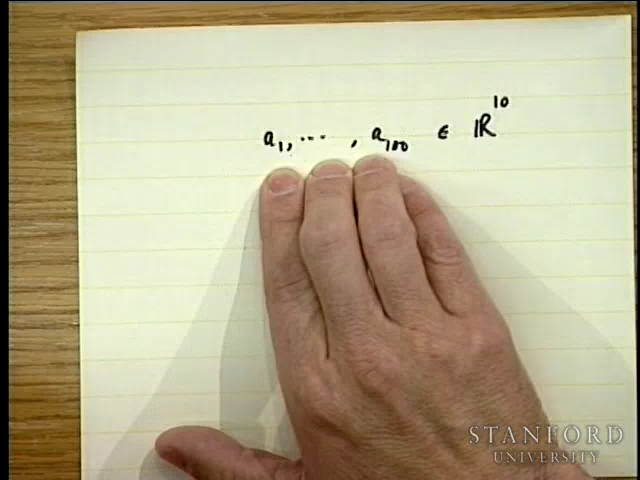 a₁, ..., a₁₀₀ ∈ ℝ¹⁰
STANFORD
UNIVERSITY